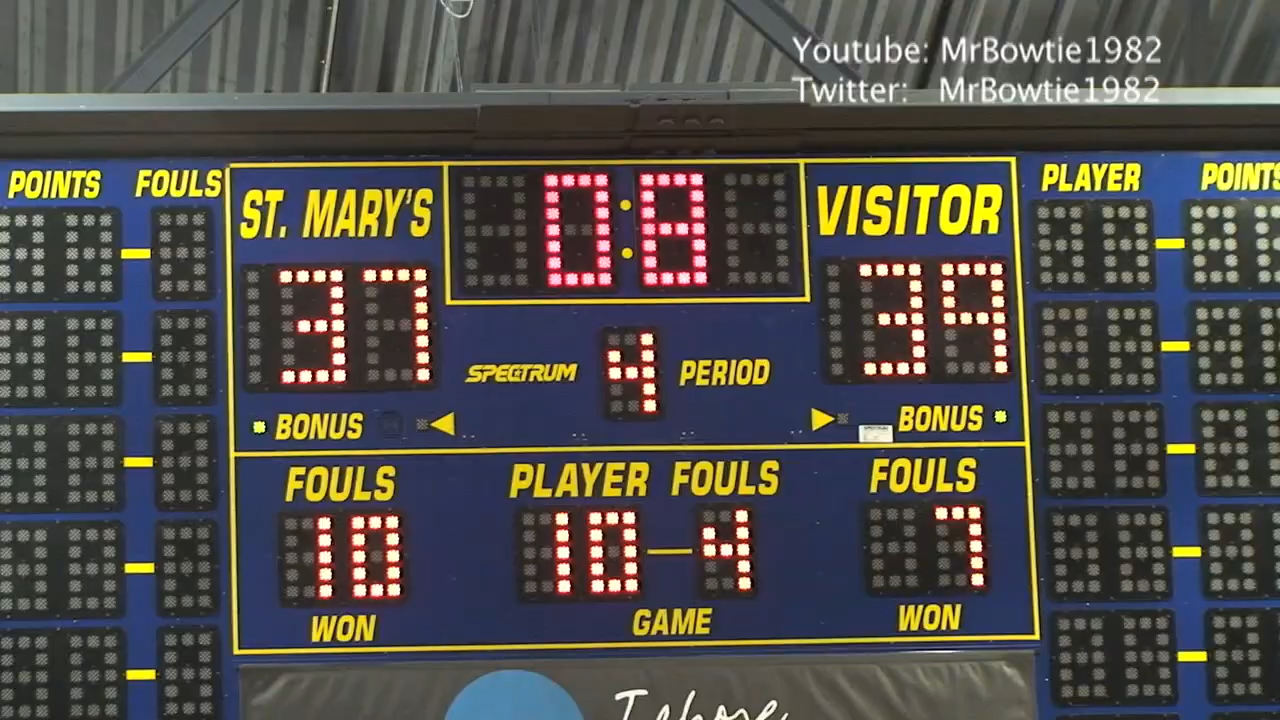 Youtube: MrBowtie1982
Twitter: MrBowtie1982
POINTS FOULS
ST. MARY'S
0:8
VISITOR
PLAYER POINTS
37
39
SPECTRUM 4 PERIOD
BONUS
BONUS
FOULS
PLAYER FOULS
FOULS
10
10-4
7
WON
GAME
WON